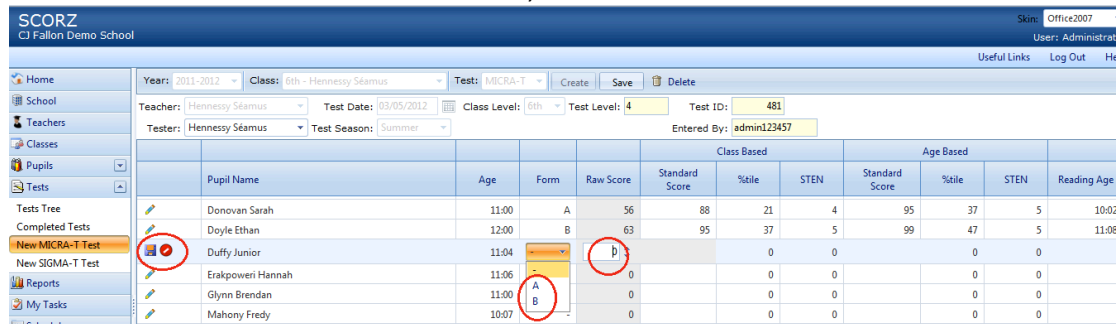 SCORZ
CJ Fallon Demo School
Skin: Office2007
User: Administrat
Useful Links Log Out He
Home
School
Teachers
Classes
Pupils
Tests
Tests Tree
Completed Tests
New MICRA-T Test
New SIGMA-T Test
Reports
My Tasks
Year: 2011-2012 Class: 6th - Hennessy Séamus Test: MICRA-T Create Save Delete
Teacher: Hennessy Séamus Test Date: 03/05/2012 Class Level: 6th Test Level: 4 Test ID: 481
Tester: Hennessy Séamus Test Season: Summer Entered By: admin123457
Class Based Age Based
Pupil Name Age Form Raw Score Standard Score %tile STEN Standard Score %tile STEN Reading Age
Donovan Sarah 11:00 A 56 88 21 4 95 37 5 10:02
Doyle Ethan 12:00 B 63 95 37 5 99 47 5 11:08
Duffy Junior 11:04 - 0 0 0 0 0
Erakpoweri Hannah 11:06 - 0 0 0 0 0
Glynn Brendan 11:00 A 0 0 0 0 0
B
Mahony Fredy 10:07 - 0 0 0 0 0